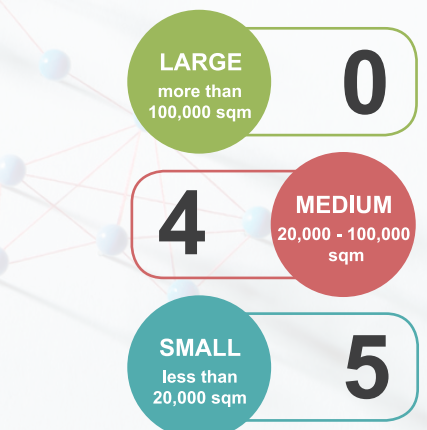 LARGE
more than
100,000 sqm
0
4
MEDIUM
20,000 - 100,000
sqm
SMALL
less than
20,000 sqm
5